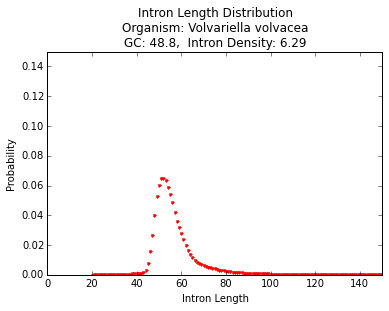 Intron Length Distribution
Organism: Volvariella volvacea
GC: 48.8,  Intron Density: 6.29
Probability
0.14
0.12
0.10
0.08
0.06
0.04
0.02
0.00
0 20 40 60 80 100 120 140
Intron Length